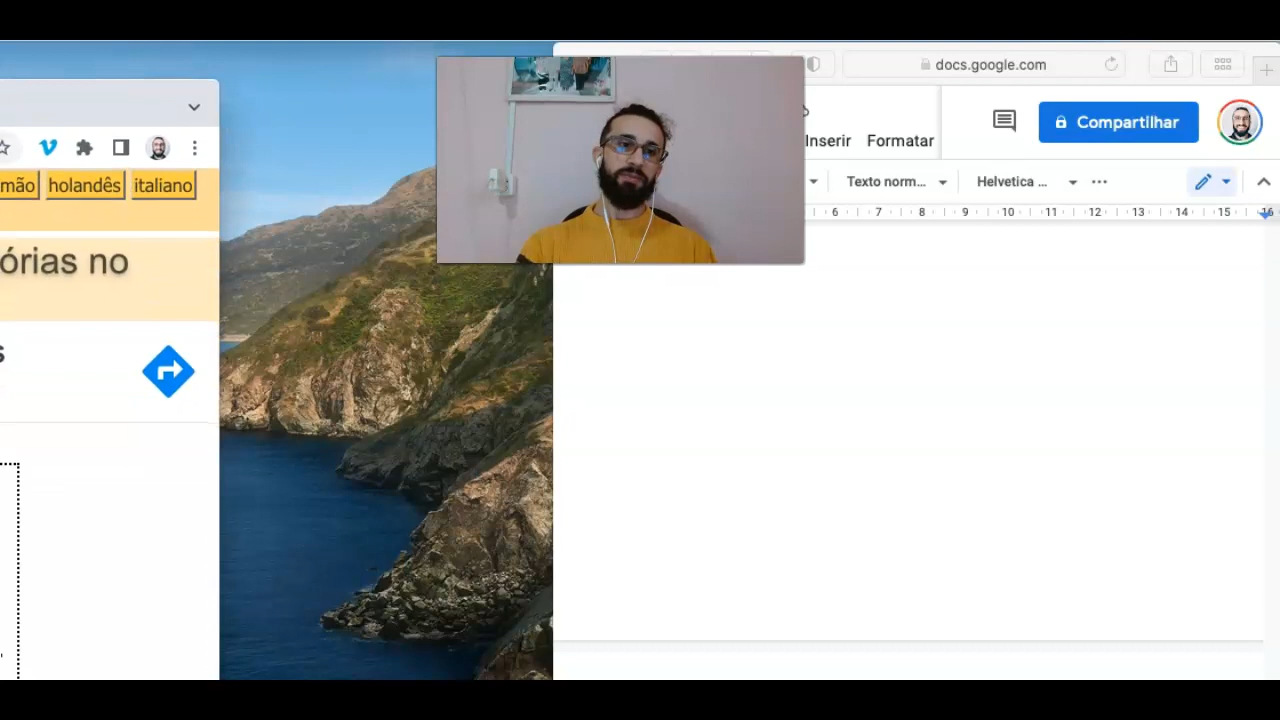 docs.google.com
Compartilhar
Inserir Formatar
Texto norm... Helvetica ...
6 7 8 9 10 11 12 13 14 15 16
mão holandês italiano
órias no
s